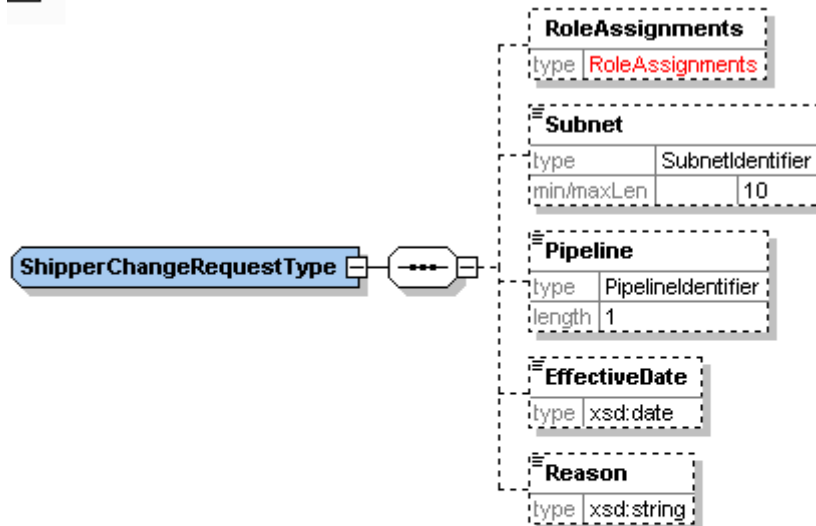 RoleAssignments
type RoleAssignments
Subnet
type SubnetIdentifier
min/maxLen 10
ShipperChangeRequestType
Pipeline
type PipelineIdentifier
length 1
EffectiveDate
type xsd:date
Reason
type xsd:string